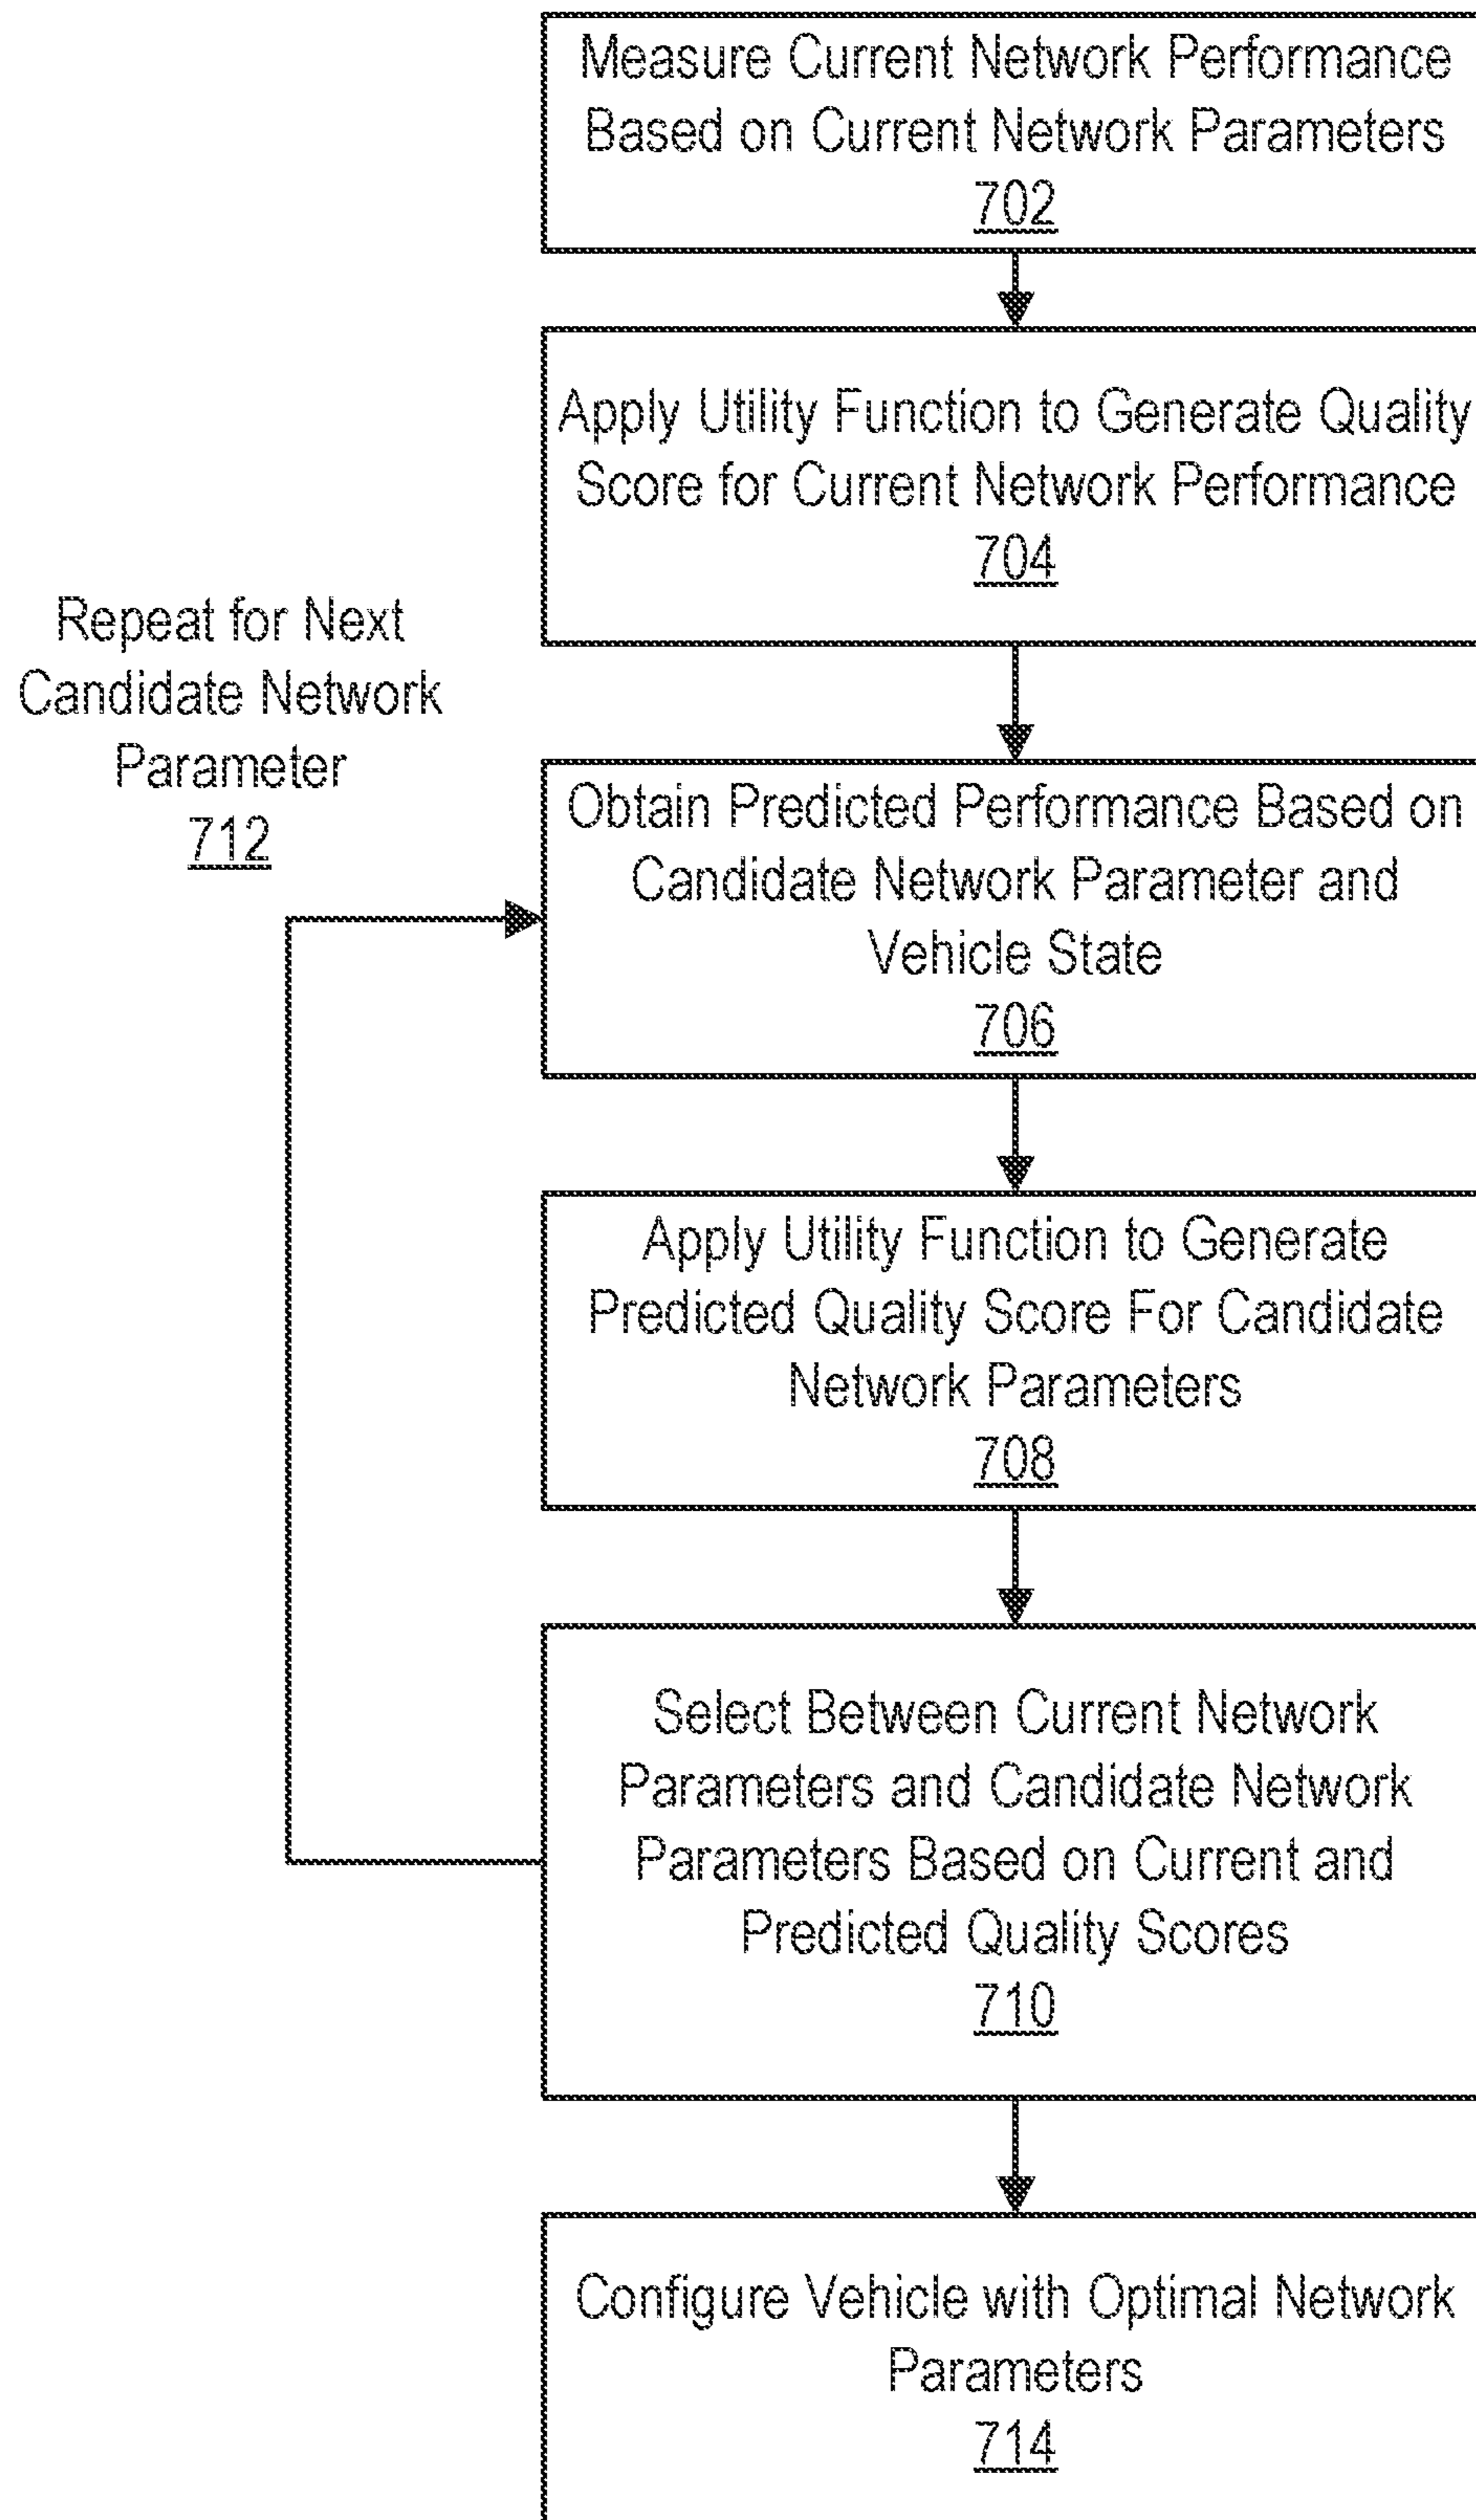 Measure Current Network Performance
Based on Current Network Parameters
702
Apply Utility Function to Generate Quality
Score for Current Network Performance
704
Repeat for Next
Candidate Network
Parameter
712
Obtain Predicted Performance Based on
Candidate Network Parameter and
Vehicle State
706
Apply Utility Function to Generate
Predicted Quality Score For Candidate
Network Parameters
708
Select Between Current Network
Parameters and Candidate Network
Parameters Based on Current and
Predicted Quality Scores
710
Configure Vehicle with Optimal Network
Parameters
714